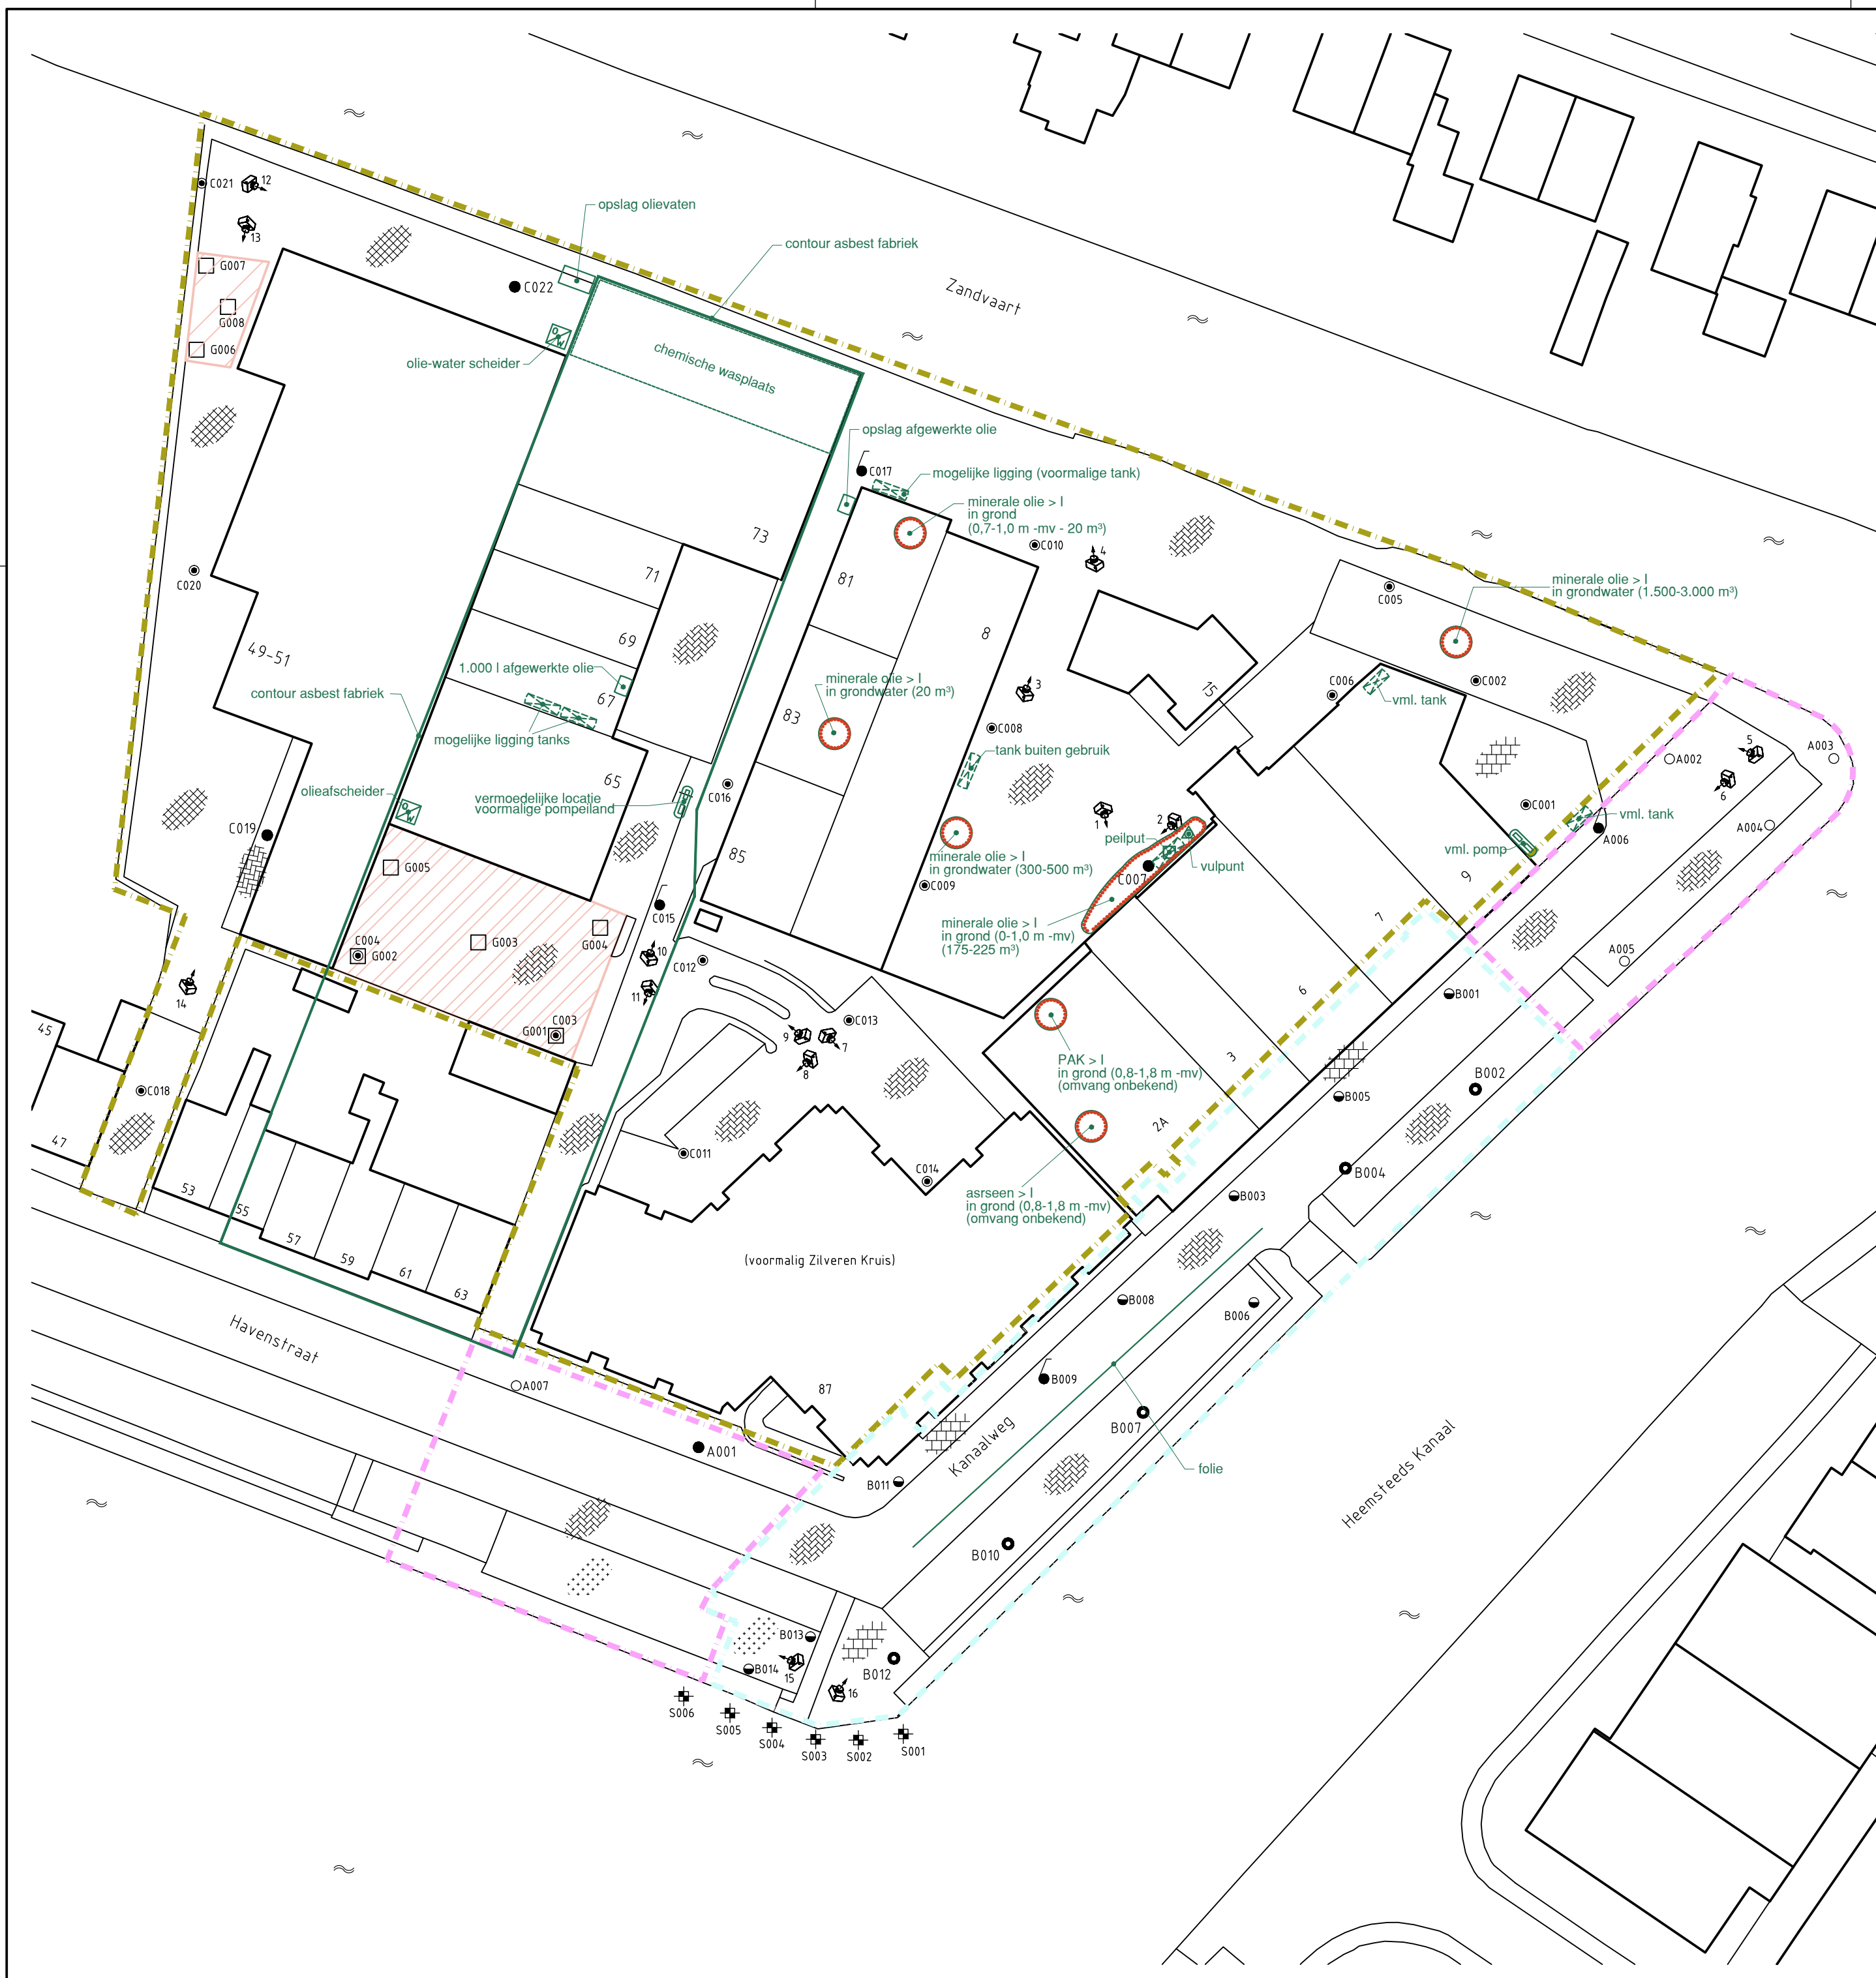 C021
12
13
opslag olievaten
contour asbest fabriek
Zandvaart
G007
G008
G006
C022
olie-water scheider
O
W
chemische wasplaats
opslag afgewerkte olie
C017
mogelijke ligging (voormalige tank)
minerale olie > I
in grond
(0,7-1,0 m -mv - 20 m³)
C010
4
73
71
81
C020
69
8
C005
minerale olie > I
in grondwater (1.500-3.000 m³)
49-51
1.000 l afgewerkte olie
67
contour asbest fabriek
minerale olie > I
in grondwater (20 m³)
3
15
C006
C002
vml. tank
83
C008
mogelijke ligging tanks
tank buiten gebruik
5
A003
A002
6
65
olieafscheider
O
W
vermoedelijke locatie
voormalige pompeiland
C016
C001
1
2
vml. tank
A004
A006
C019
peilput
vml. pomp
85
minerale olie > I
in grondwater (300-500 m³)
vulpunt
C007
9
G005
C009
C015
7
minerale olie > I
in grond (0-1,0 m -mv)
(175-225 m³)
G004
C004
G002
G003
10
C012
A005
14
11
6
B001
45
G001
C003
9
7
8
C013
3
PAK > I
in grond (0,8-1,8 m -mv)
(omvang onbekend)
C018
B005
B002
47
2A
C011
C014
B004
53
asrseen > I
in grond (0,8-1,8 m -mv)
(omvang onbekend)
B003
55
57
59
61
63
(voormalig Zilveren Kruis)
B008
B006
Havenstraat
A007
87
B009
B007
A001
Kanaalweg
Heemsteeds Kanaal
folie
B011
B010
B013
B014
15
B012
16
S006
S005
S004
S003
S002
S001